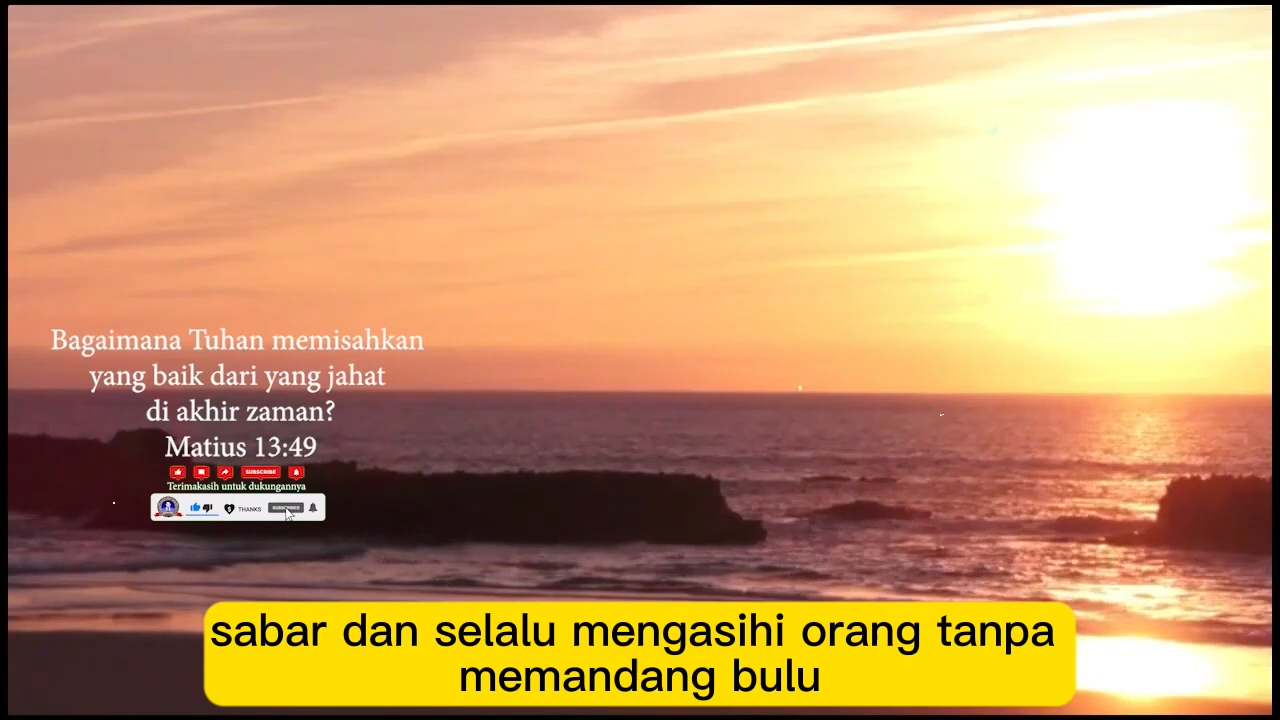 Bagaimana Tuhan memisahkan
yang baik dari yang jahat
di akhir zaman?
Matius 13:49
SUBSCRIBE
Terimakasih untuk dukungannya
THANKS SUBSCRIBED
sabar dan selalu mengasihi orang tanpa
memandang bulu